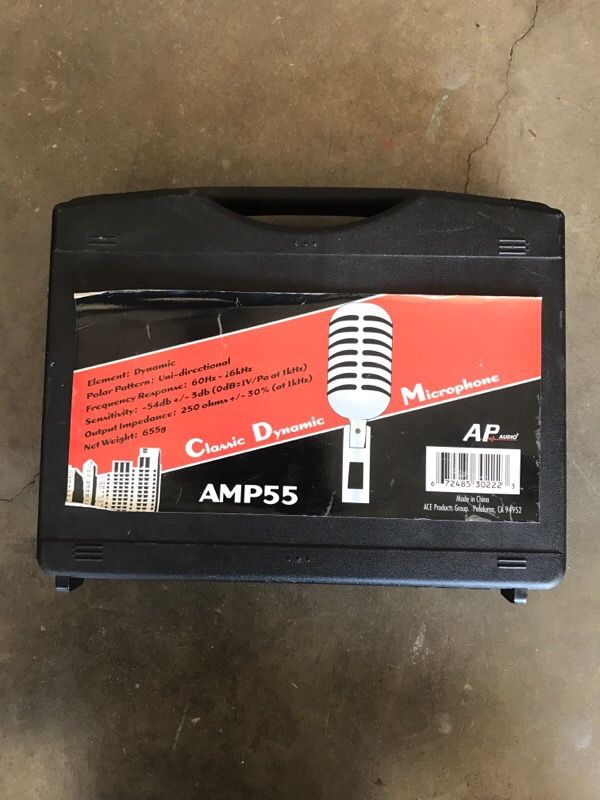 Element: Dynamic
Polar Pattern: Uni-directional
Frequency Response: 60Hz - 16kHz
Sensitivity: -54db +/- 3db (0dB=1V/Pa at 1kHz)
Output Impedance: 250 ohms +/- 30% (at 1kHz)
Net Weight: 655g
Classic Dynamic Microphone
AMP55
AP AUDIO
6 72485 30222 3
Made in China
ACE Products Group. Petaluma, CA 94952